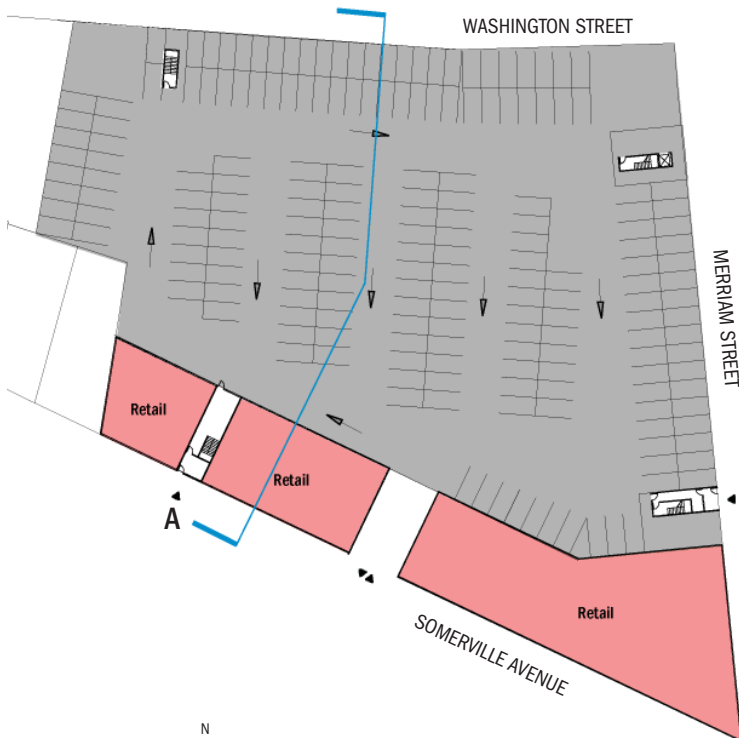 WASHINGTON STREET
MERRIAM STREET
Retail
Retail
A
Retail
SOMERVILLE AVENUE
N